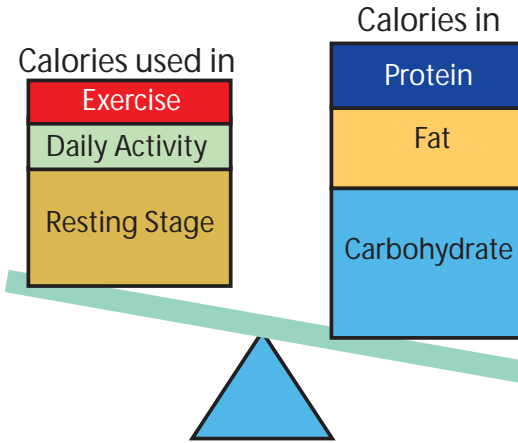 Calories used in
Exercise
Daily Activity
Resting Stage
Calories in
Protein
Fat
Carbohydrate